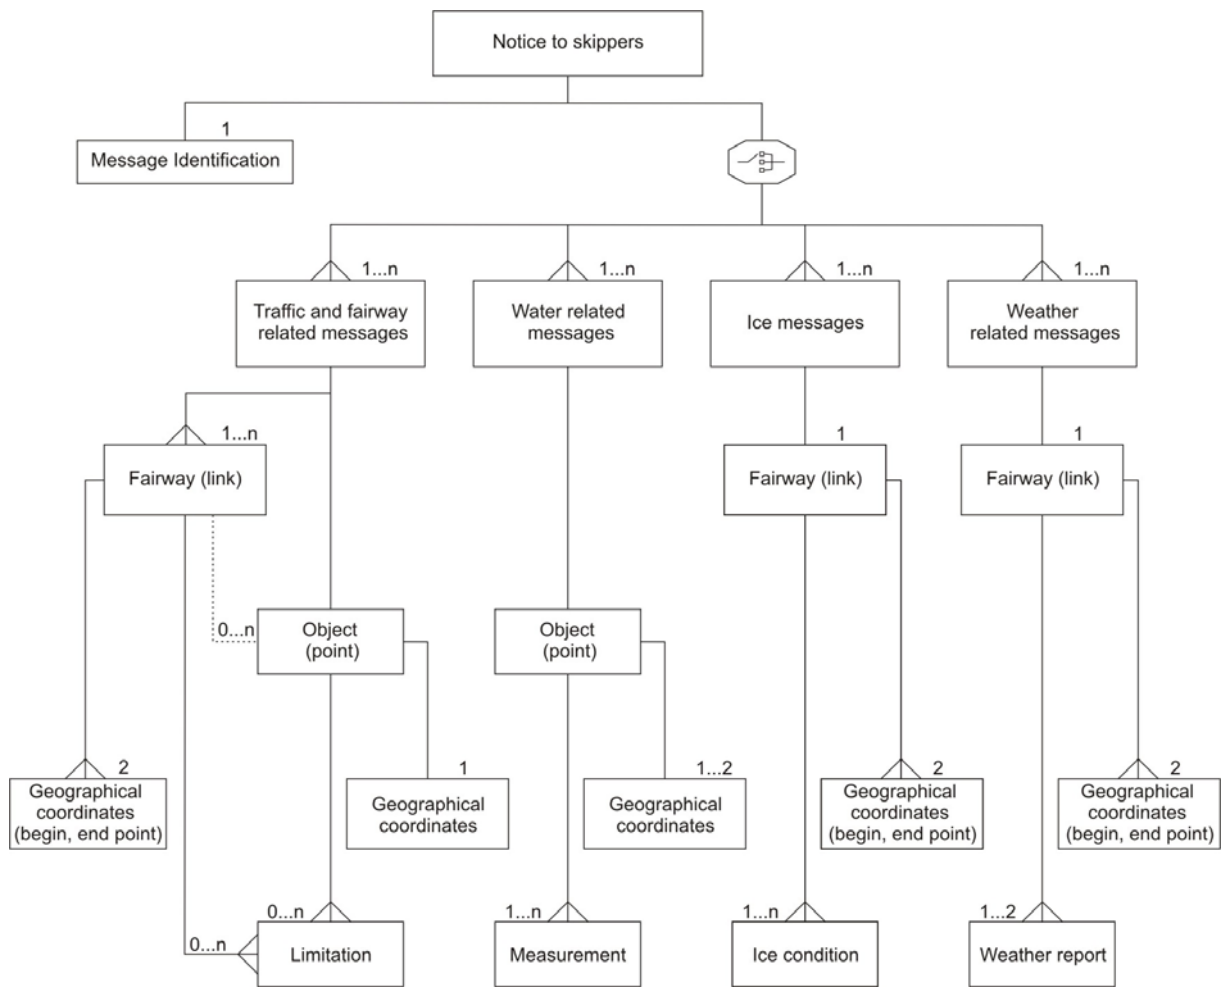 Notice to skippers
1
Message Identification
1...n
1...n
1...n
1...n
Traffic and fairway
related messages
Water related
messages
Ice messages
Weather
related messages
1...n
1
1
Fairway (link)
Fairway (link)
Fairway (link)
0...n
Object
(point)
Object
(point)
2
1
1...2
2
2
Geographical
coordinates
(begin, end point)
Geographical
coordinates
Geographical
coordinates
Geographical
coordinates
(begin, end point)
Geographical
coordinates
(begin, end point)
0...n
0...n
1...n
1...n
1...2
Limitation
Measurement
Ice condition
Weather report